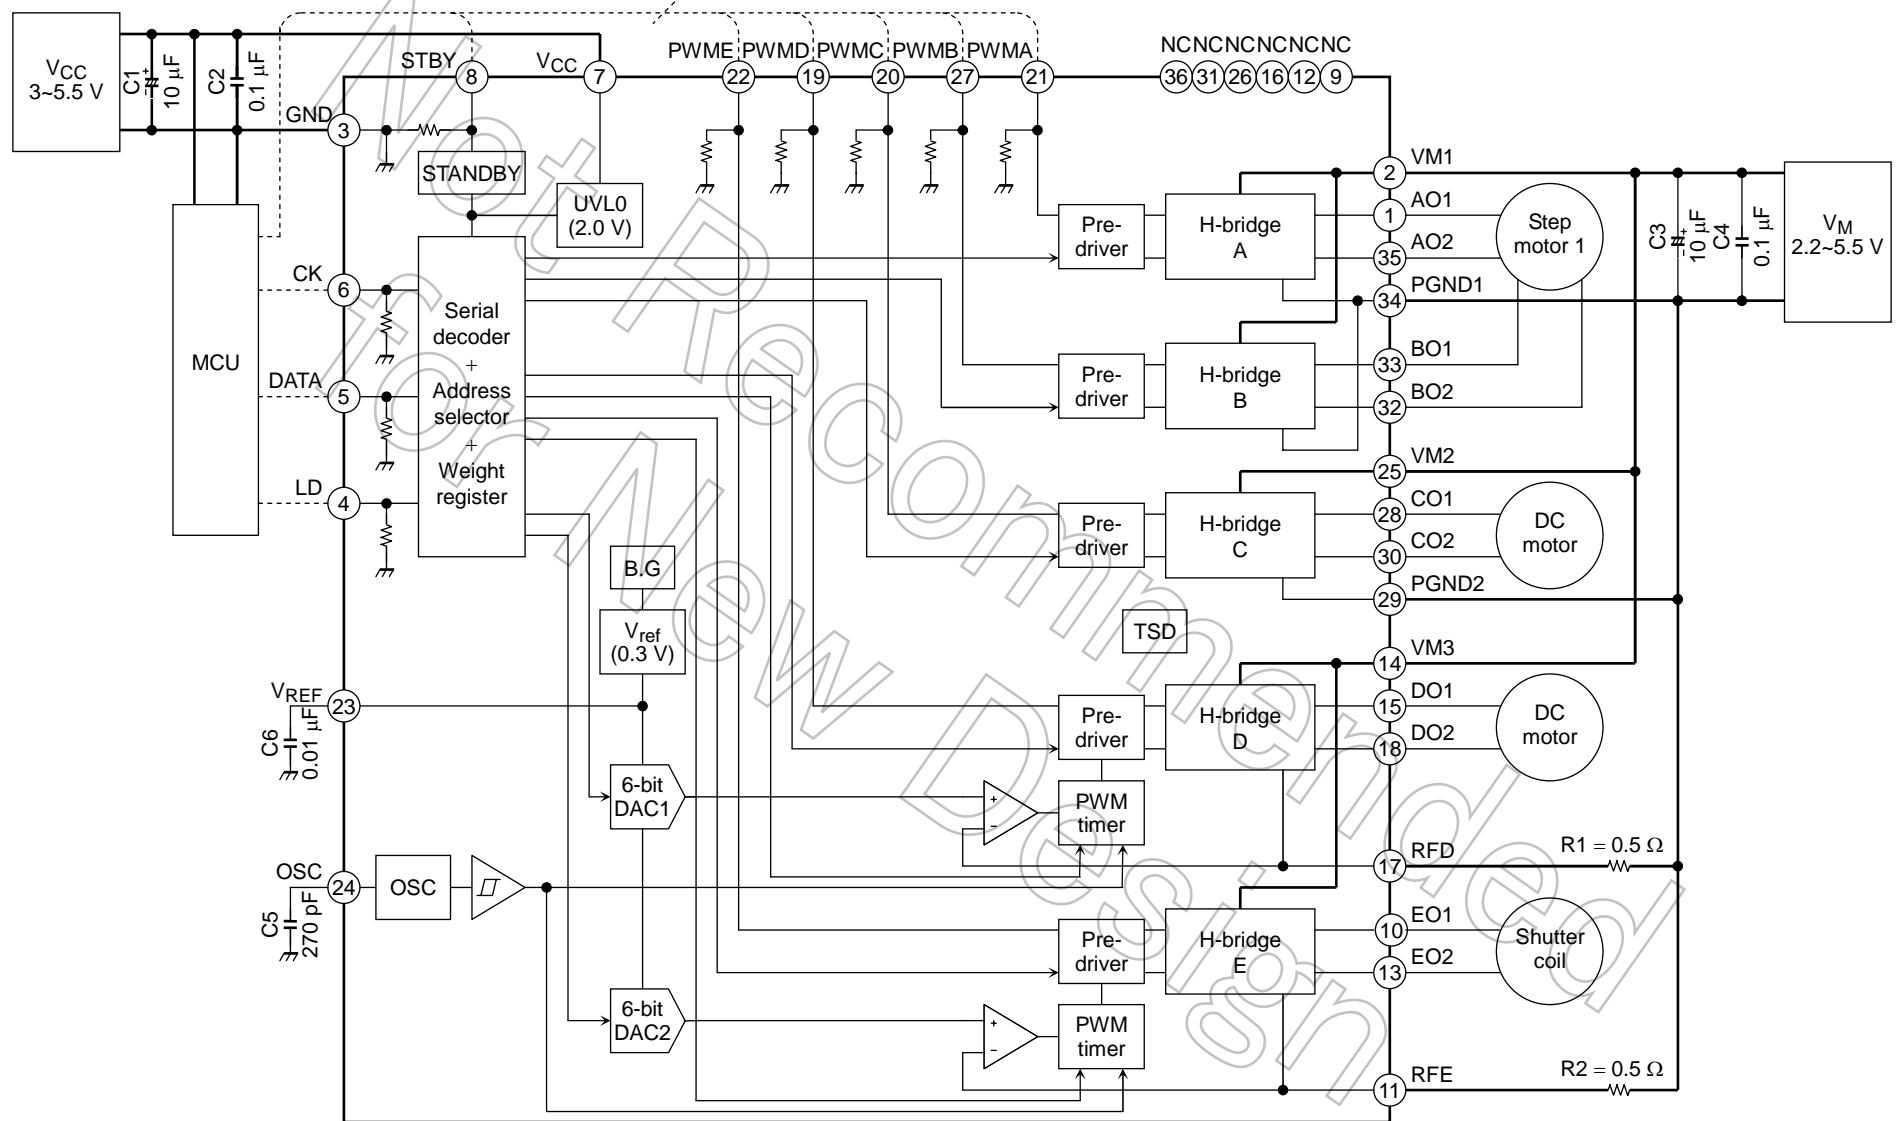 VCC
3~5.5 V
C1
+
-
10 μF
C2
0.1 μF
GND
3
STBY
8
VCC
7
PWME
22
PWMD
19
PWMC
20
PWMB
27
PWMA
21
NC NC NC NC NC NC
36 31 26 16 12 9
STANDBY
UVL0
(2.0 V)
MCU
CK
6
DATA
5
LD
4
Serial
decoder
+
Address
selector
+
Weight
register
B.G
Vref
(0.3 V)
VREF
23
C6
0.01 μF
OSC
24
C5
270 pF
OSC
6-bit
DAC1
6-bit
DAC2
Pre-
driver
H-bridge
A
Pre-
driver
H-bridge
B
Pre-
driver
H-bridge
C
TSD
Pre-
driver
H-bridge
D
+
−
PWM
timer
Pre-
driver
H-bridge
E
+
−
PWM
timer
2
VM1
1
AO1
35
AO2
34
PGND1
33
BO1
32
BO2
25
VM2
28
CO1
30
CO2
29
PGND2
14
VM3
15
DO1
18
DO2
17
RFD
10
EO1
13
EO2
11
RFE
Step
motor 1
DC
motor
DC
motor
Shutter
coil
R1 = 0.5 Ω
R2 = 0.5 Ω
C3
+
-
10 μF
C4
0.1 μF
VM
2.2~5.5 V
Not Recommended
for New Design